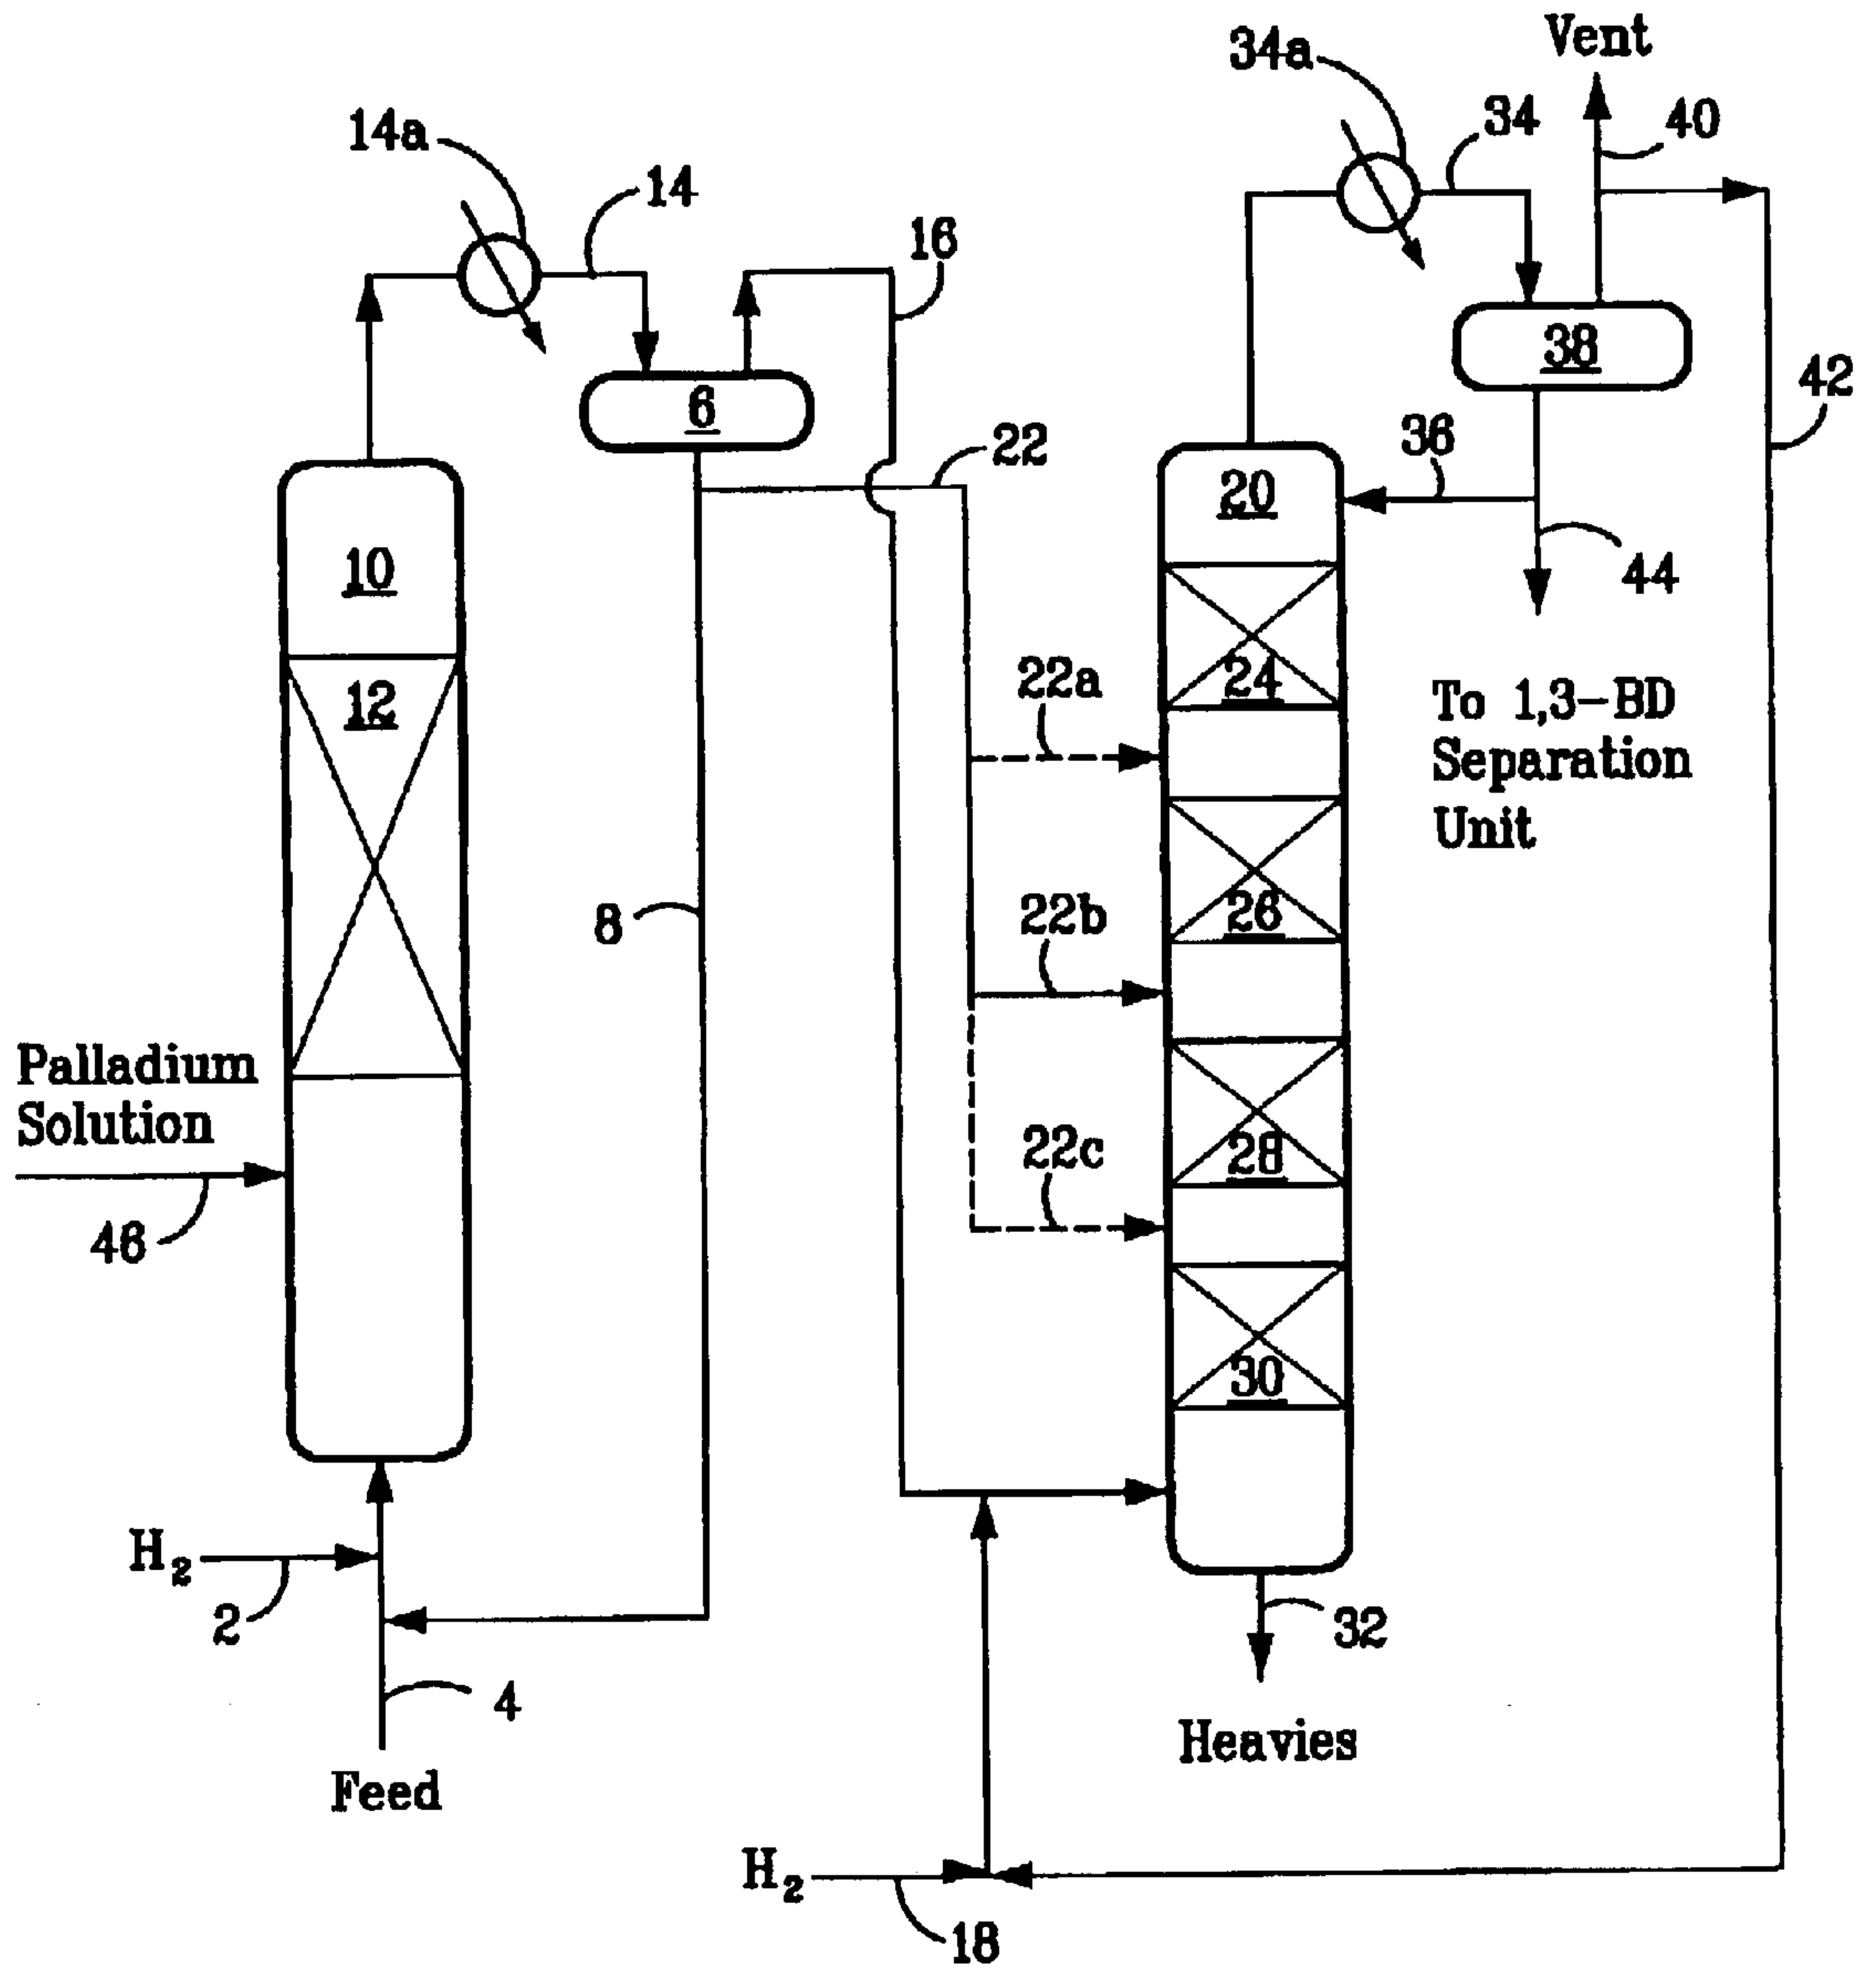 Vent
34a
34
40
14a
14
16
38
42
6
22
36
20
10
44
24
22a
12
To 1,3-BD
Separation
Unit
26
22b
8
Palladium
Solution
28
22c
46
30
H2
2
32
4
Heavies
Feed
H2
18